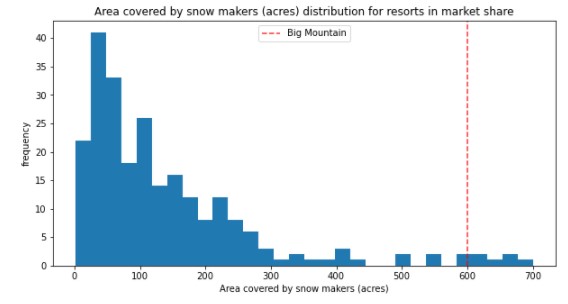 Area covered by snow makers (acres) distribution for resorts in market share
Big Mountain
40
35
30
25
20
15
10
5
0
frequency
0 100 200 300 400 500 600 700
Area covered by snow makers (acres)